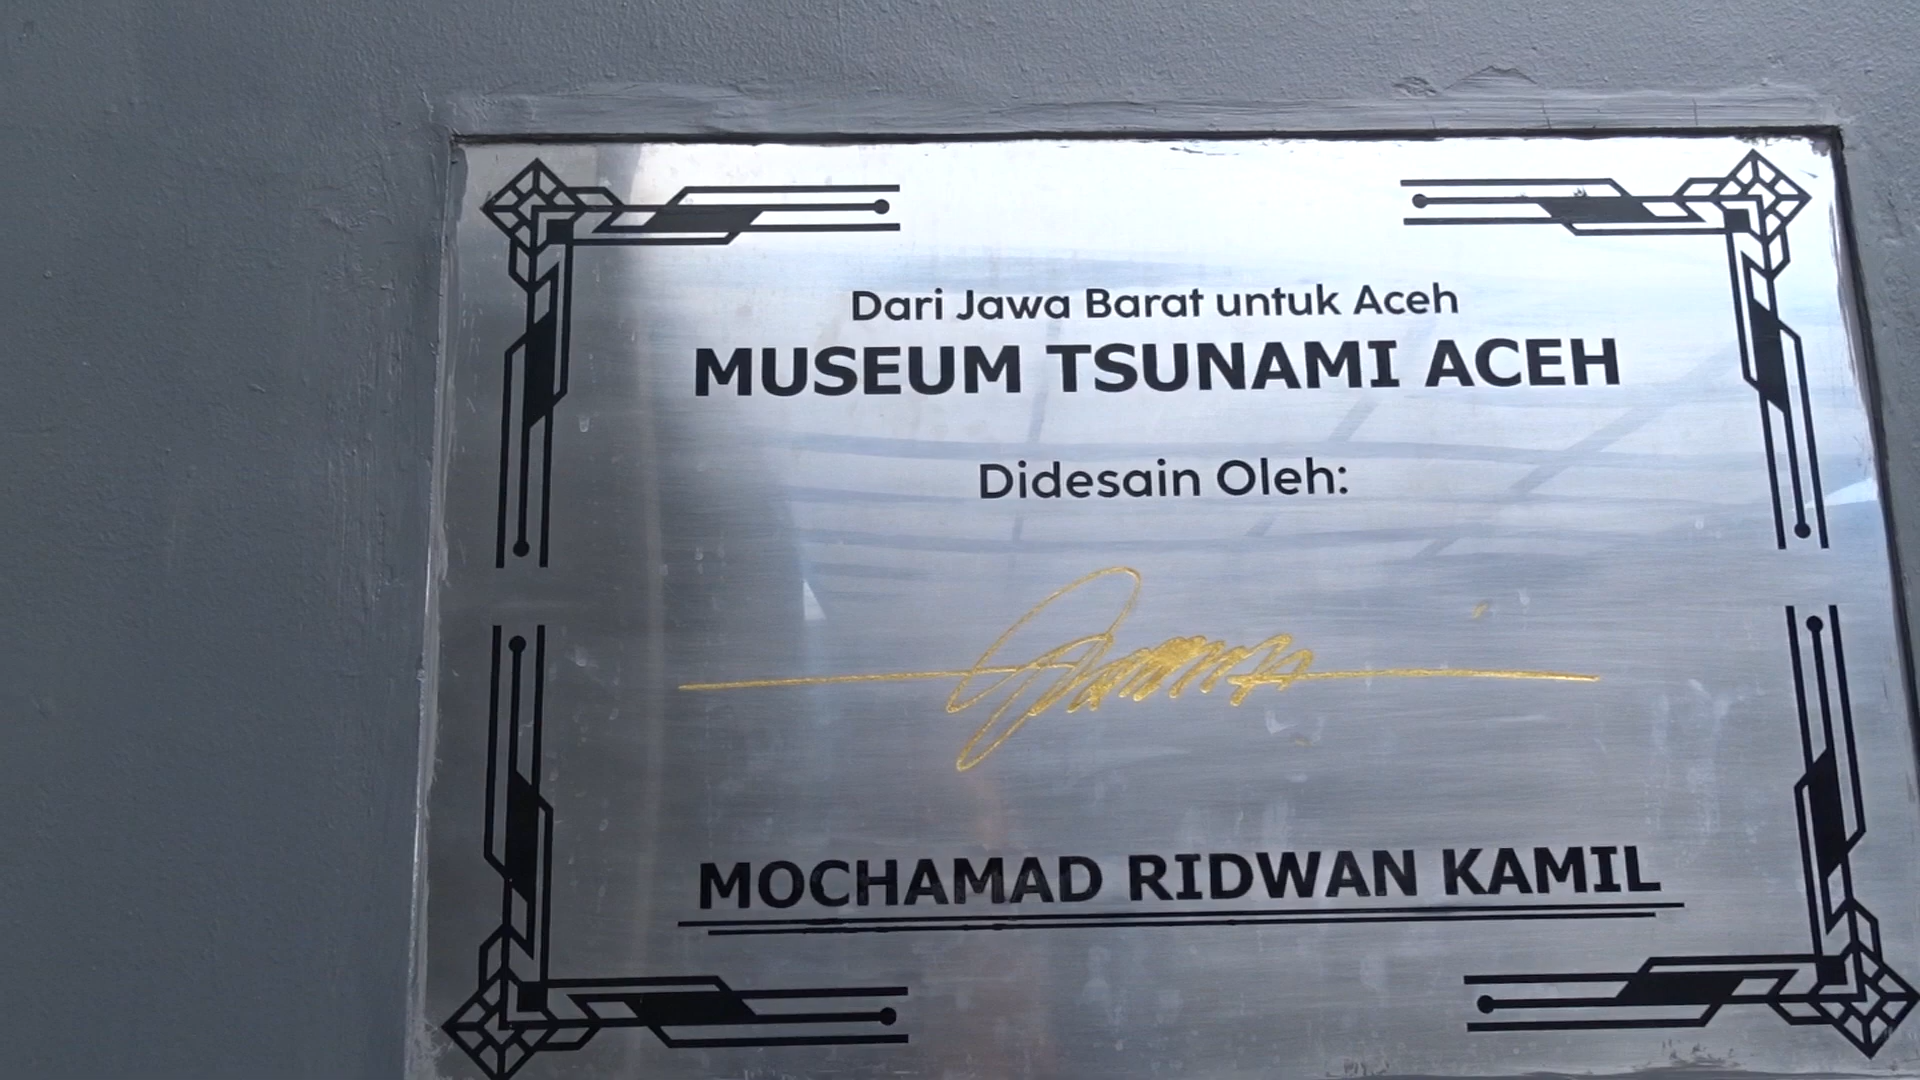 Dari Jawa Barat untuk Aceh
MUSEUM TSUNAMI ACEH
Didesain Oleh:
MOCHAMAD RIDWAN KAMIL